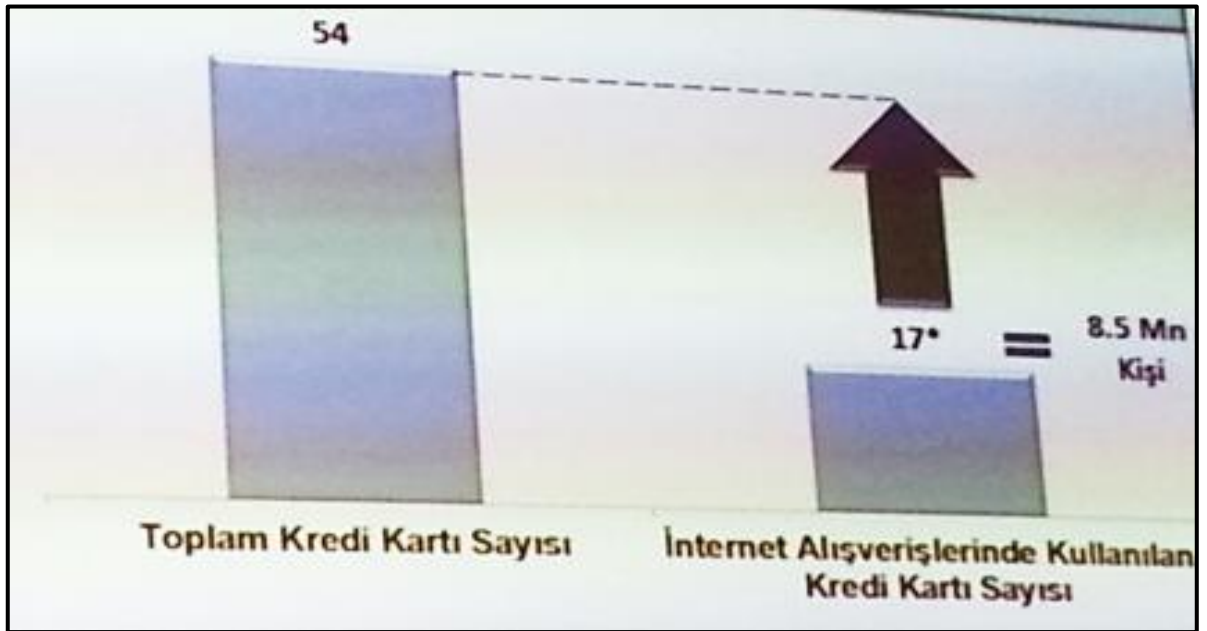 54
17*
8.5 Mn
Kişi
Toplam Kredi Kartı Sayısı
İnternet Alışverişlerinde Kullanılan
Kredi Kartı Sayısı